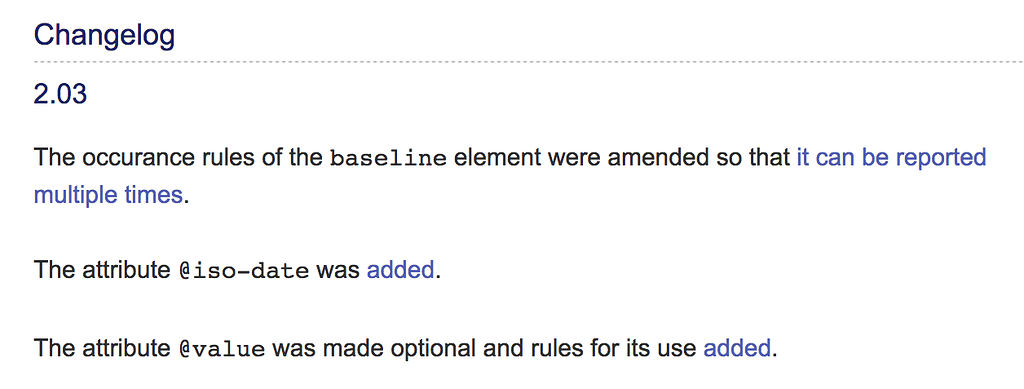 Changelog
2.03
The occurance rules of the baseline element were amended so that it can be reported
multiple times.
The attribute @iso-date was added.
The attribute @value was made optional and rules for its use added.